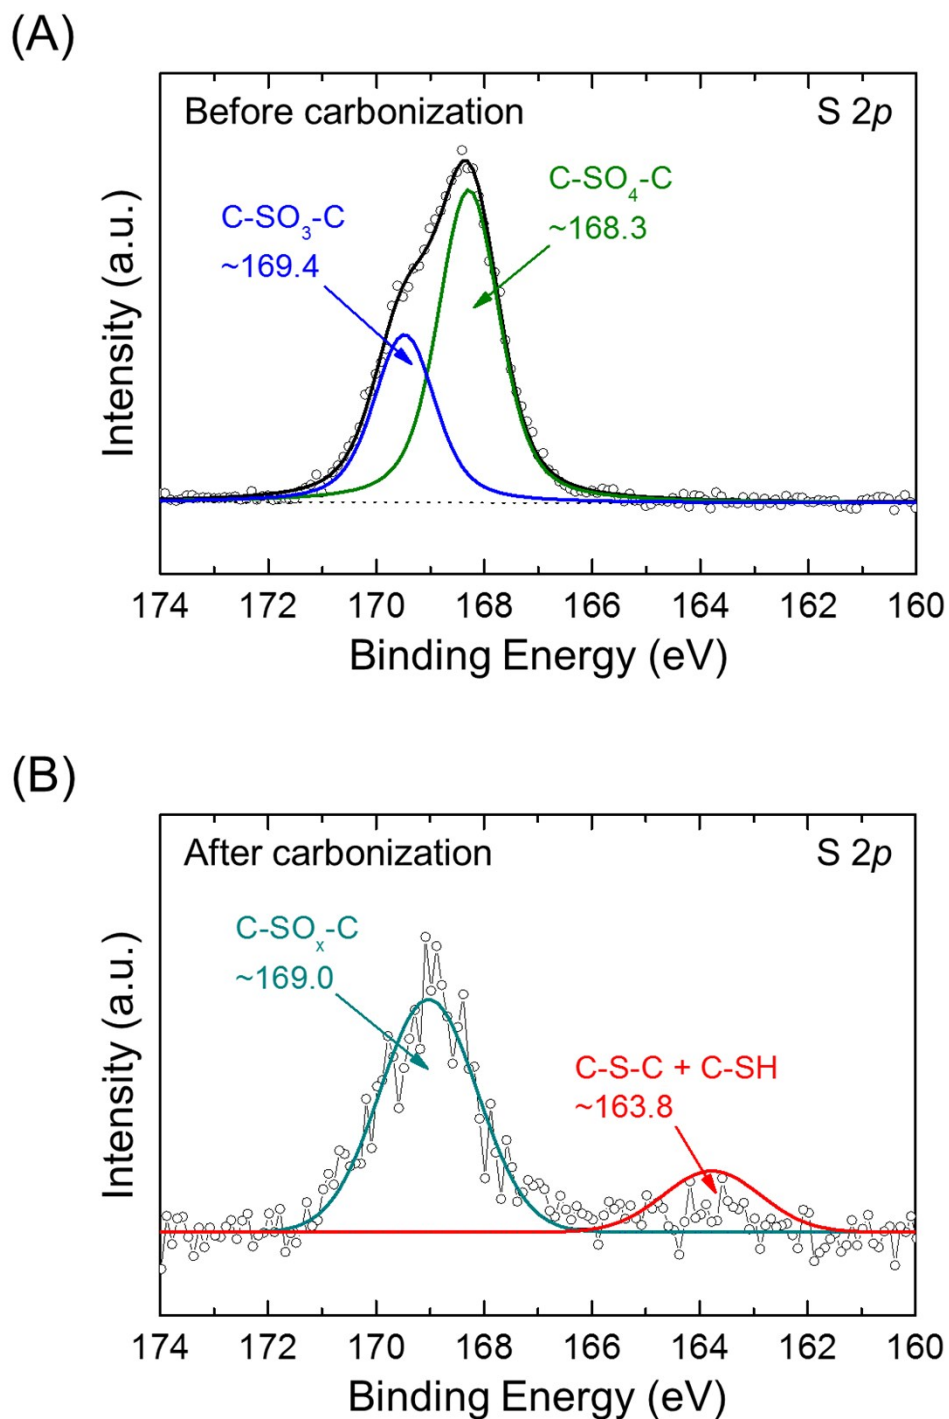 (A)
Before carbonization
S 2p
C-SO₄-C
~168.3
C-SO₃-C
~169.4
Intensity (a.u.)
174 172 170 168 166 164 162 160
Binding Energy (eV)
(B)
After carbonization
S 2p
C-SOₓ-C
~169.0
C-S-C + C-SH
~163.8
Intensity (a.u.)
174 172 170 168 166 164 162 160
Binding Energy (eV)